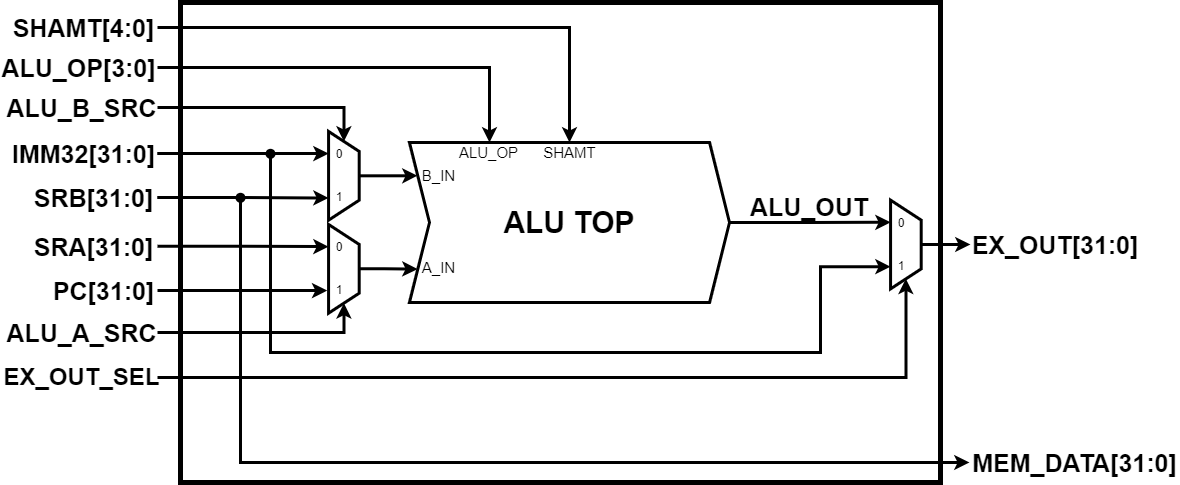 SHAMT[4:0]
ALU_OP[3:0]
ALU_B_SRC
IMM32[31:0]
SRB[31:0]
SRA[31:0]
PC[31:0]
ALU_A_SRC
EX_OUT_SEL
0
1
0
1
ALU_OP SHAMT
B_IN
ALU TOP
A_IN
ALU_OUT
0
1
EX_OUT[31:0]
MEM_DATA[31:0]